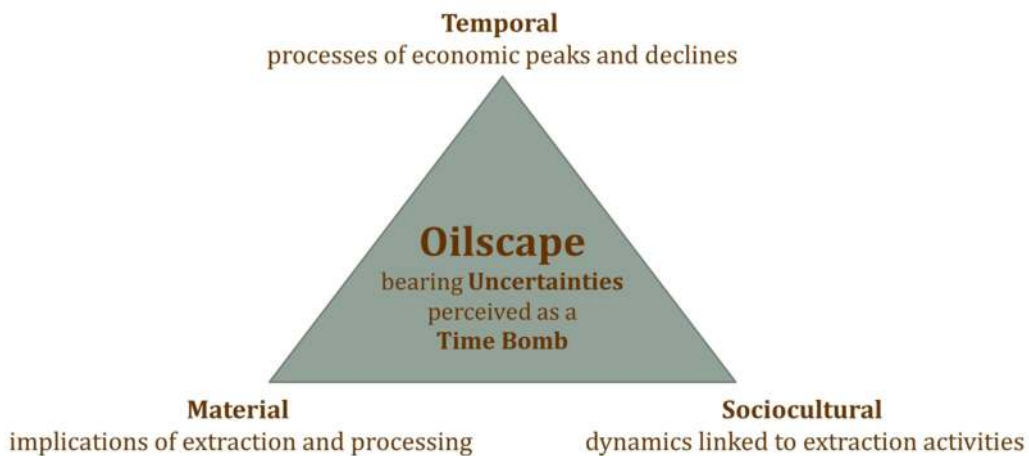 Temporal
processes of economic peaks and declines
Oilscape
bearing Uncertainties
perceived as a
Time Bomb
Material
implications of extraction and processing
Sociocultural
dynamics linked to extraction activities